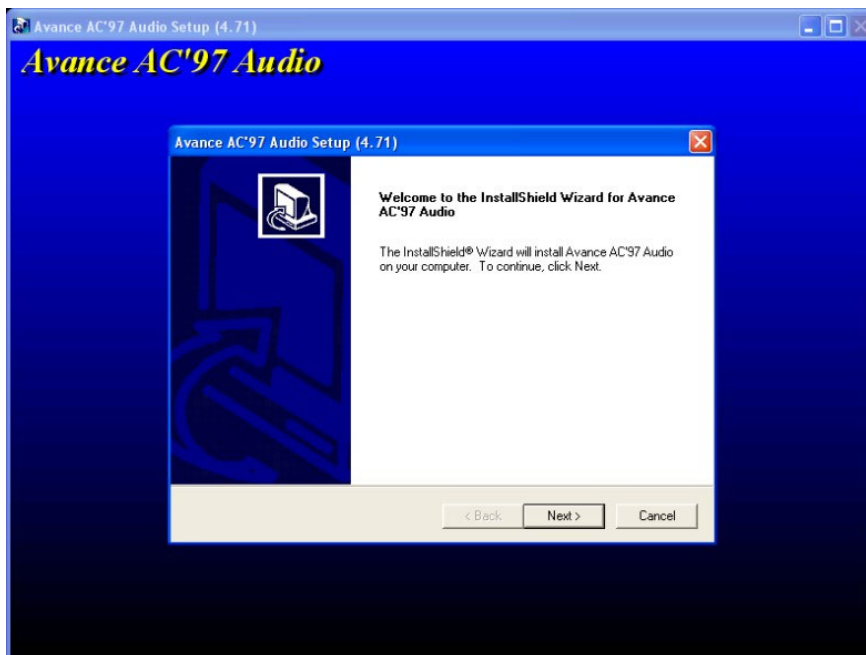 Avance AC'97 Audio Setup (4.71)
Avance AC'97 Audio
Avance AC'97 Audio Setup (4.71)
Welcome to the InstallShield Wizard for Avance
AC'97 Audio
The InstallShield® Wizard will install Avance AC'97 Audio
on your computer. To continue, click Next.
< Back Next > Cancel